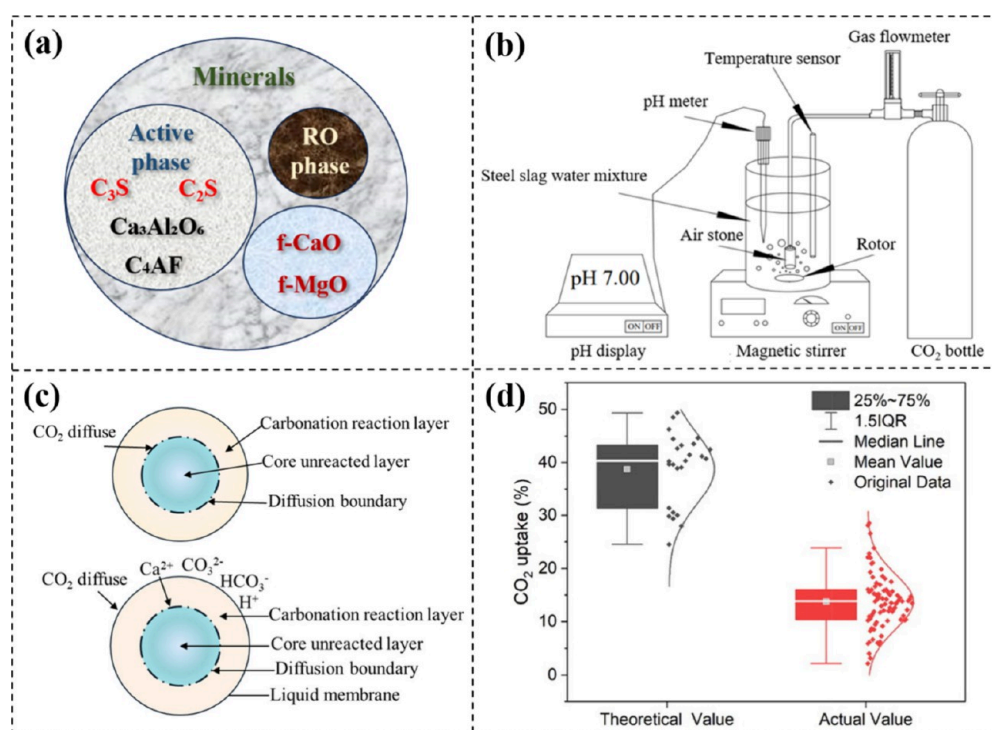 (a)
Minerals
Active
phase
C₃S C₂S
Ca₃Al₂O₆
C₄AF
RO
phase
f-CaO
f-MgO
(b)
Gas flowmeter
Temperature sensor
pH meter
Steel slag water mixture
Air stone
Rotor
pH 7.00
ON OFF
ON OFF
pH display
Magnetic stirrer
CO₂ bottle
(c)
CO₂ diffuse
Carbonation reaction layer
Core unreacted layer
Diffusion boundary
CO₂ diffuse
Ca²⁺
CO₃²⁻
HCO₃⁻
H⁺
Carbonation reaction layer
Core unreacted layer
Diffusion boundary
Liquid membrane
(d)
CO₂ uptake (%)
50
40
30
20
10
0
25%~75%
1.5IQR
Median Line
Mean Value
Original Data
Theoretical Value
Actual Value